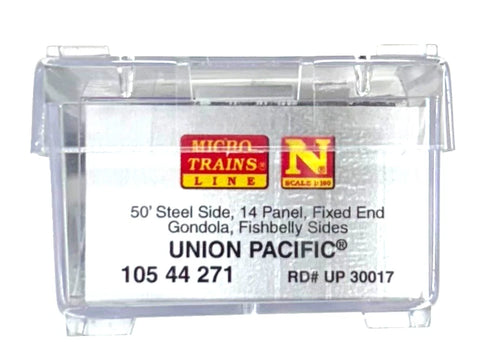 MICRO-
TRAINS®
LINE
N
SCALE 1:160
50' Steel Side, 14 Panel, Fixed End
Gondola, Fishbelly Sides
UNION PACIFIC®
105 44 271 RD# UP 30017